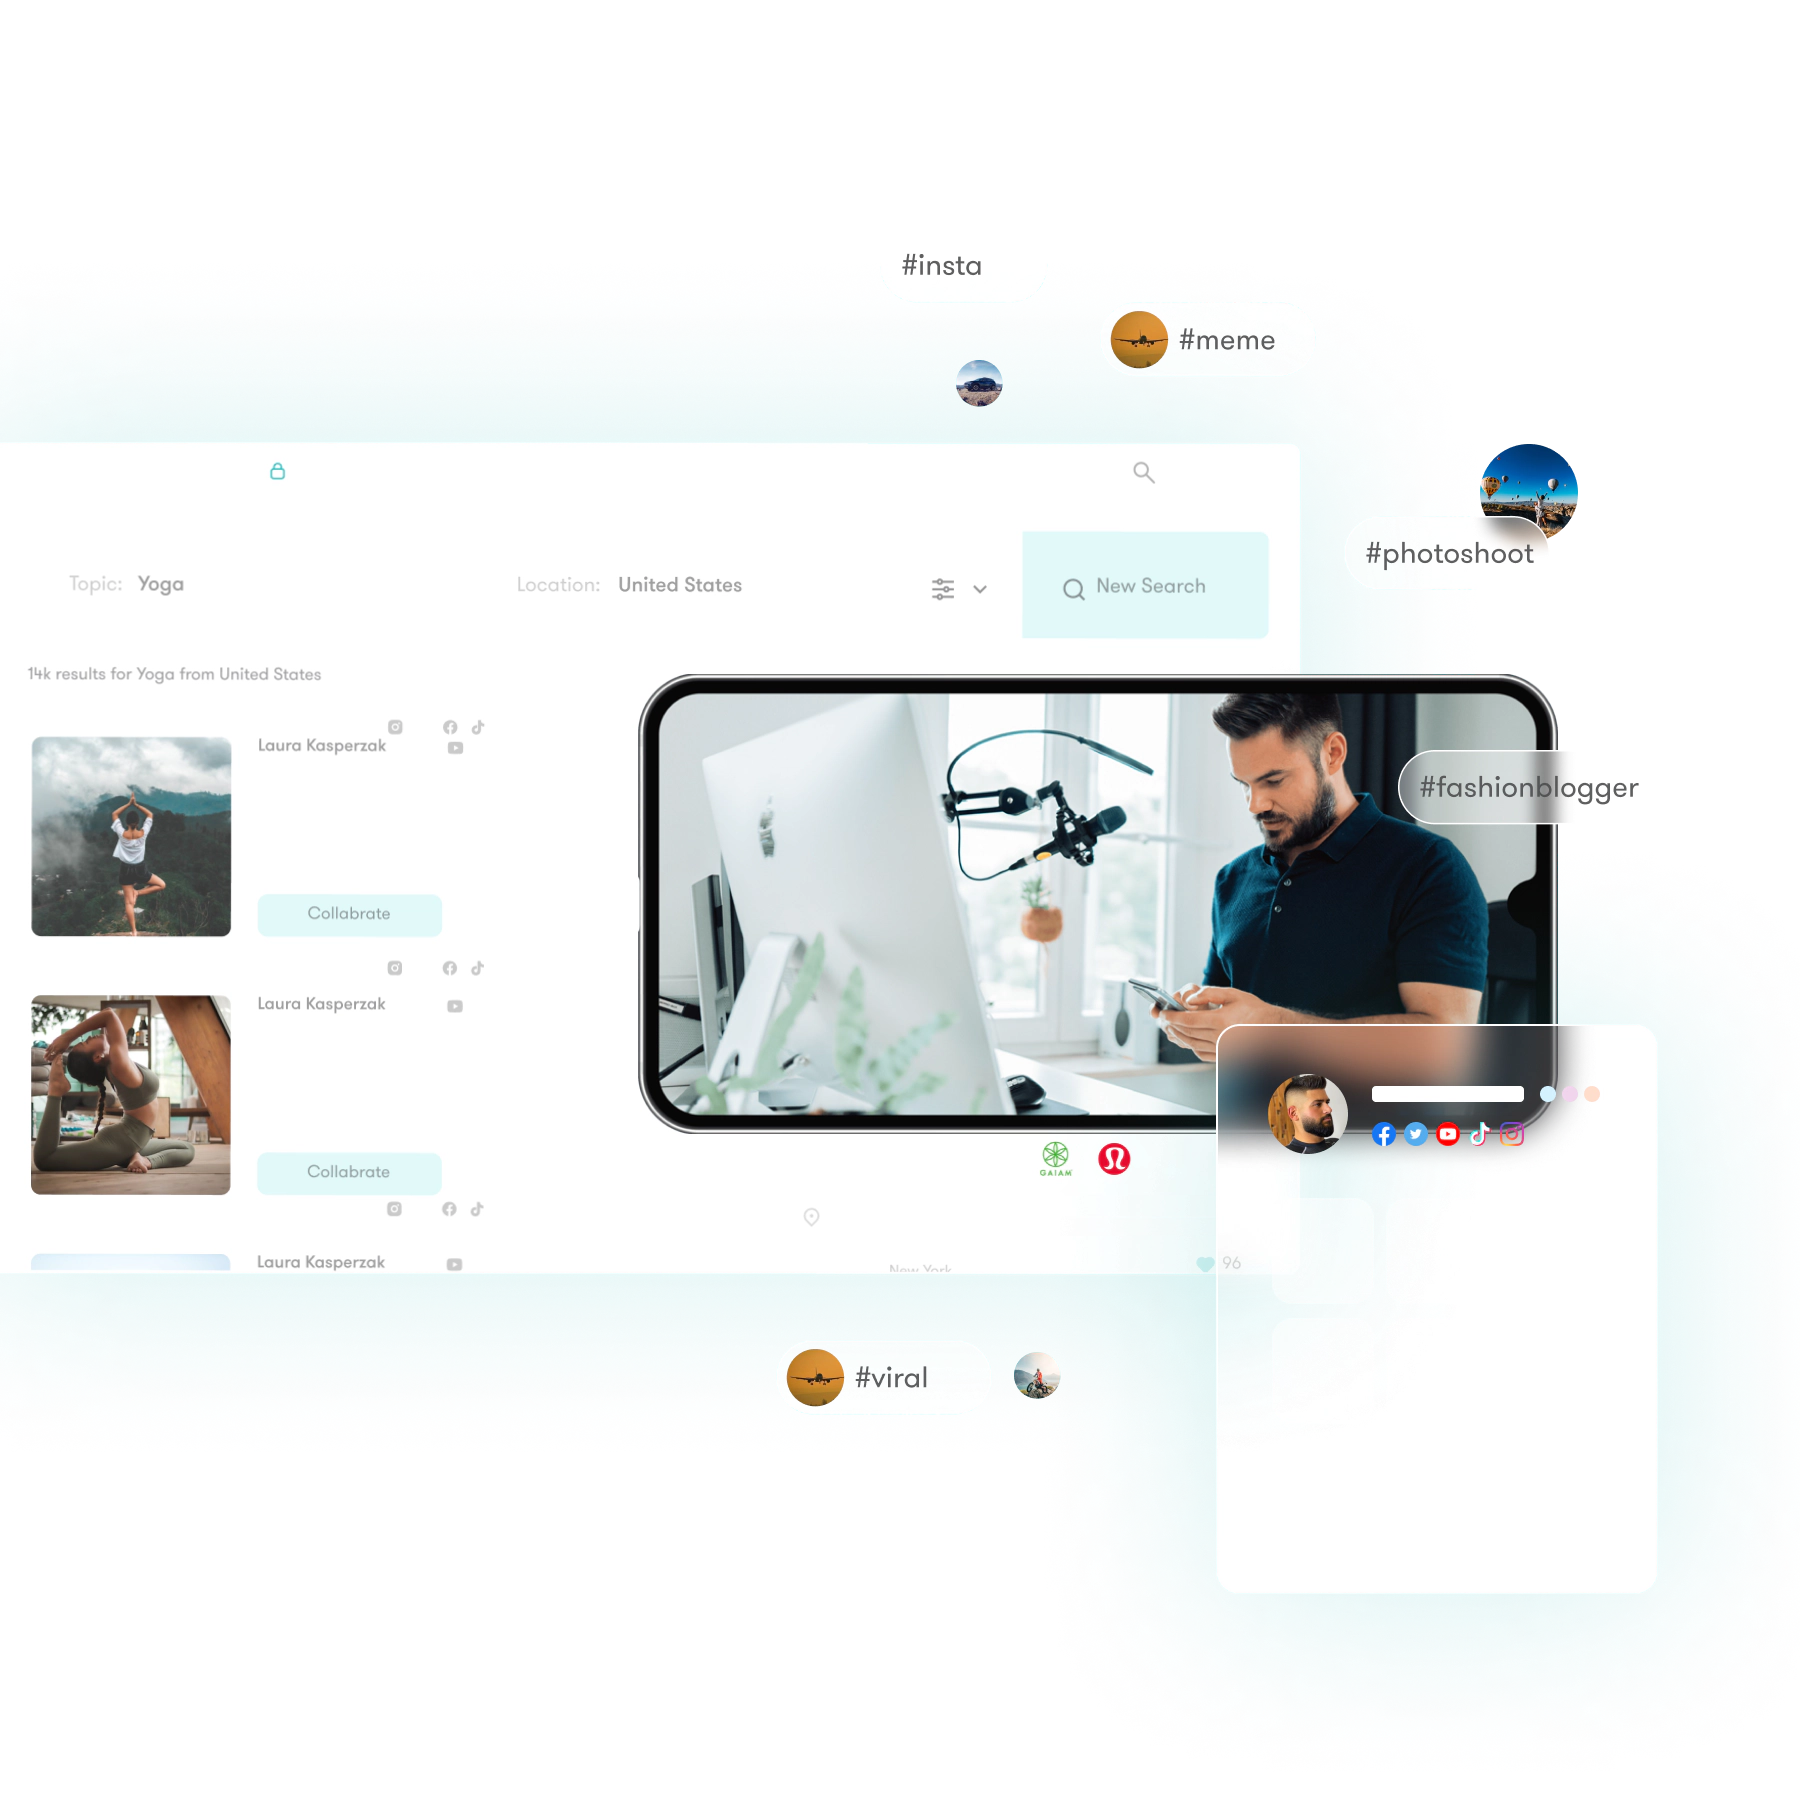 #insta
#meme
#photoshoot
Topic: Yoga
Location: United States
New Search
14k results for Yoga from United States
Laura Kasperzak
#fashionblogger
Collabrate
Laura Kasperzak
Collabrate
GAIAM
Laura Kasperzak
New York
96
#viral